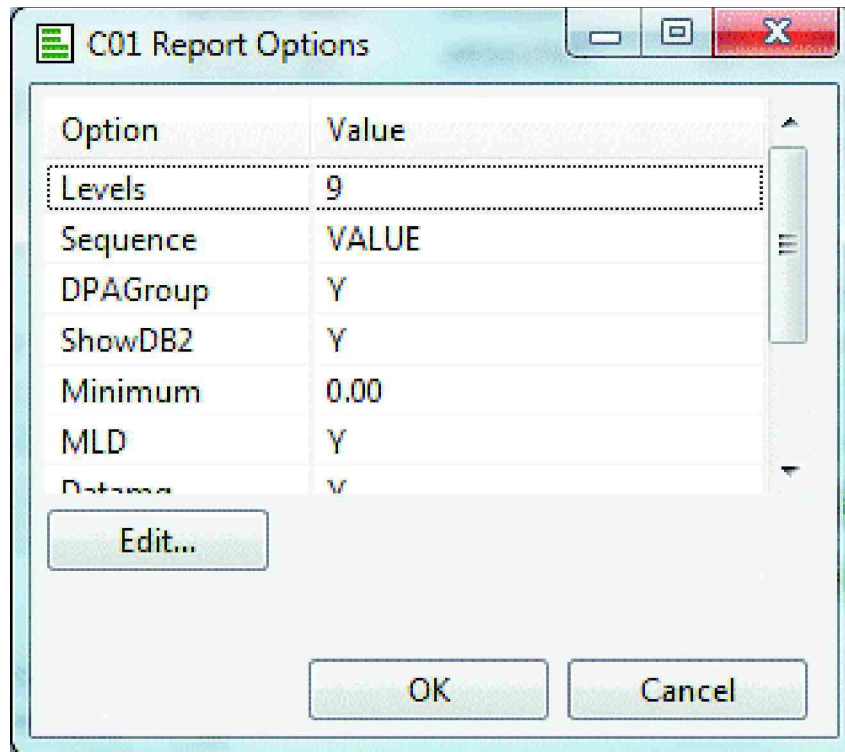 C01 Report Options
Option Value
Levels 9
Sequence VALUE
DPAGroup Y
ShowDB2 Y
Minimum 0.00
MLD Y
Edit...
OK Cancel